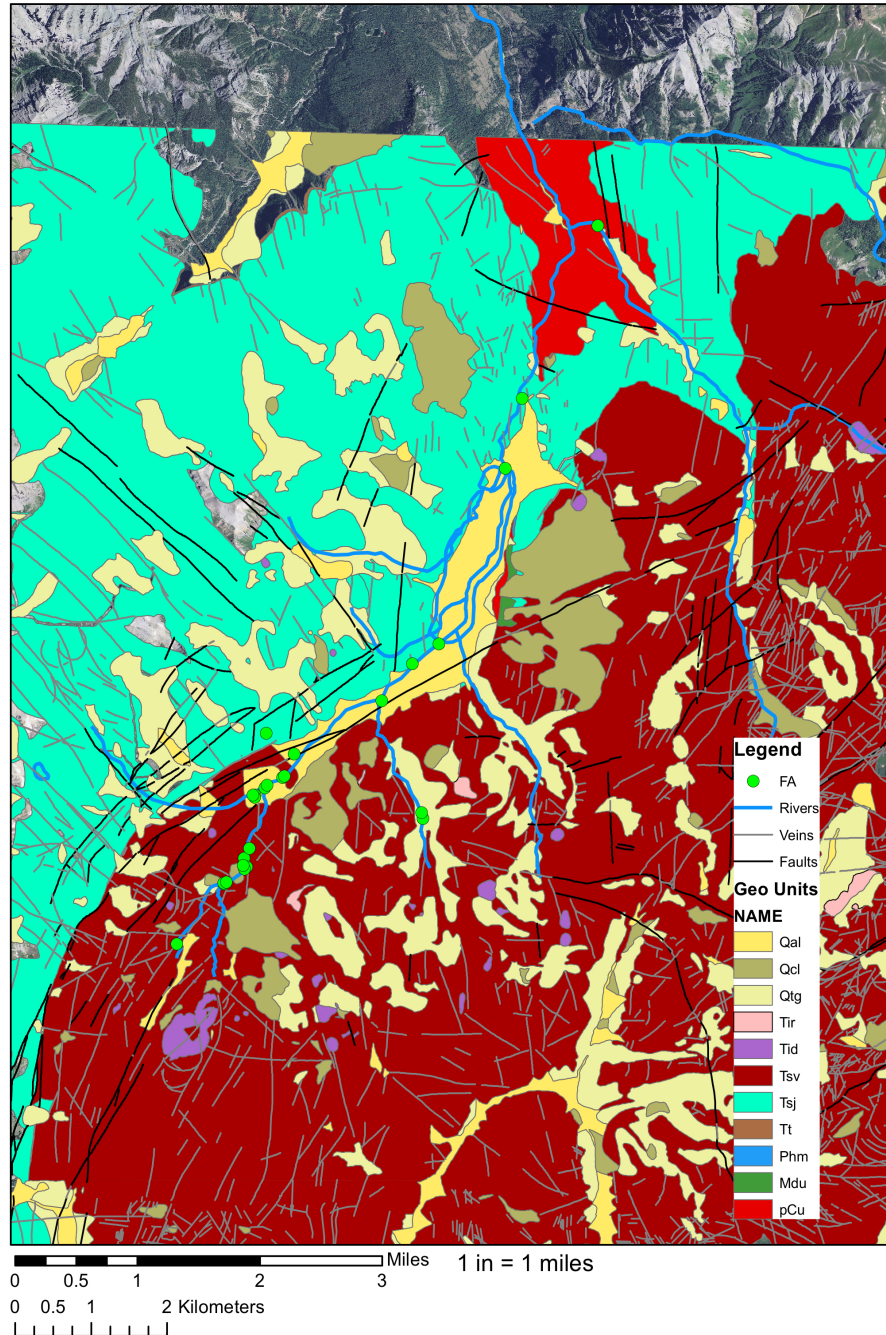 Legend
FA
Rivers
Veins
Faults
Geo Units
NAME
Qal
Qcl
Qtg
Tir
Tid
Tsv
Tsj
Tt
Phm
Mdu
pCu
Miles
1 in = 1 miles
0 0.5 1 2 3
0 0.5 1 2 Kilometers